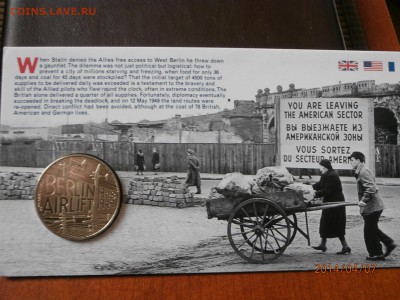 COINS.LAVE.RU
When Stalin denied the Allies free access to West Berlin he threw down
a gauntlet. The dilemma was not just political but logistical: how to
prevent a city of millions starving and freezing, when food for only 36
days and coal for 45 days were stockpiled? That the initial target of 4500
tons of supplies to be delivered daily was exceeded is a testament to the bravery and
skill of the Allied pilots who flew round the clock, often in extreme conditions. The
British alone delivered a quarter of all supplies. Fortunately, diplomacy eventually
succeeded in breaking the deadlock, and on 12 May 1949 the land routes were
re-opened. Direct conflict had been avoided, although at the cost of 78 British,
American and German lives.
YOU ARE LEAVING
THE AMERICAN SECTOR
ВЫ ВЫЕЗЖАЕТЕ ИЗ
АМЕРИКАНСКОЙ ЗОНЫ
VOUS SORTEZ
DU SECTEUR AMÉRICAIN
BERLIN
AIRLIFT
2014/04/07